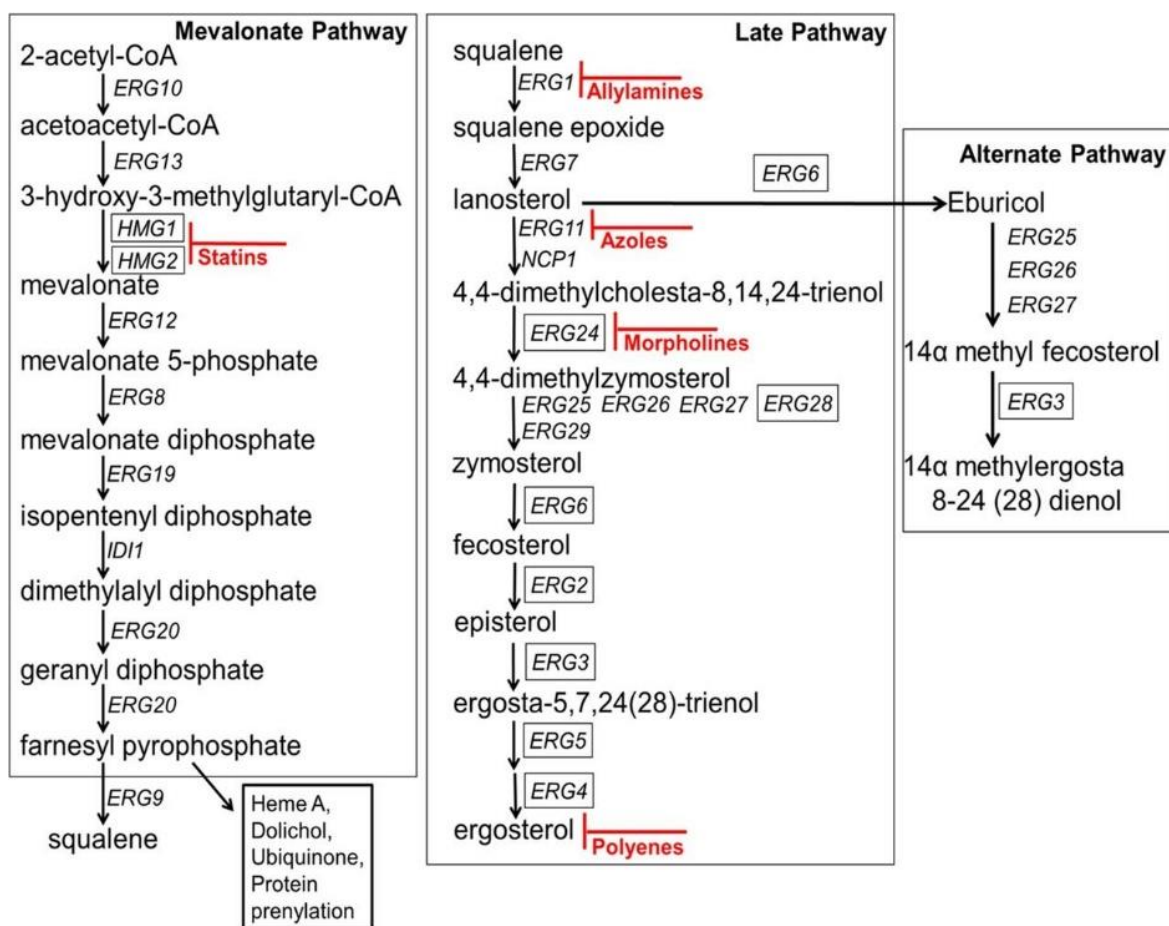 Mevalonate Pathway
2-acetyl-CoA
ERG10
acetoacetyl-CoA
ERG13
3-hydroxy-3-methylglutaryl-CoA
HMG1
HMG2
Statins
mevalonate
ERG12
mevalonate 5-phosphate
ERG8
mevalonate diphosphate
ERG19
isopentenyl diphosphate
IDI1
dimethylalyl diphosphate
ERG20
geranyl diphosphate
ERG20
farnesyl pyrophosphate
ERG9
squalene
Heme A,
Dolichol,
Ubiquinone,
Protein
prenylation
Late Pathway
squalene
ERG1
Allylamines
squalene epoxide
ERG7
lanosterol
ERG6
ERG11
Azoles
NCP1
4,4-dimethylcholesta-8,14,24-trienol
ERG24
Morpholines
4,4-dimethylzymosterol
ERG25 ERG26 ERG27 ERG28
ERG29
zymosterol
ERG6
fecosterol
ERG2
episterol
ERG3
ergosta-5,7,24(28)-trienol
ERG5
ERG4
ergosterol
Polyenes
Alternate Pathway
Eburicol
ERG25
ERG26
ERG27
14α methyl fecosterol
ERG3
14α methylergosta
8-24 (28) dienol